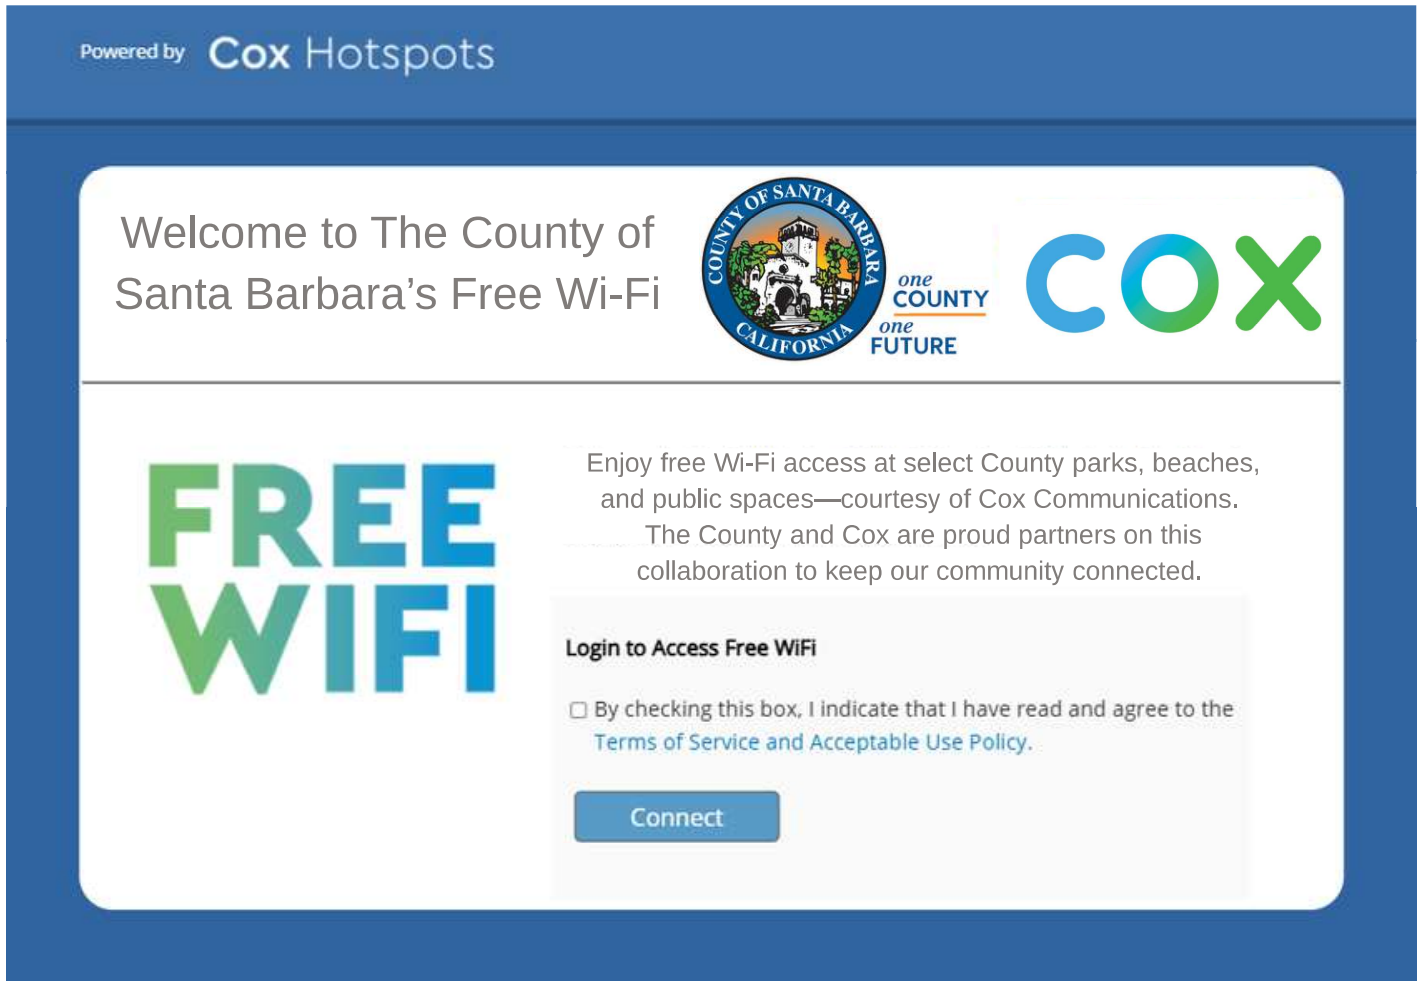 Powered by Cox Hotspots
Welcome to The County of
Santa Barbara’s Free Wi-Fi
COUNTY OF SANTA BARBARA
CALIFORNIA
one
COUNTY
one
FUTURE
COX
FREE
WIFI
Enjoy free Wi-Fi access at select County parks, beaches,
and public spaces—courtesy of Cox Communications.
The County and Cox are proud partners on this
collaboration to keep our community connected.
Login to Access Free WiFi
By checking this box, I indicate that I have read and agree to the
Terms of Service and Acceptable Use Policy.
Connect